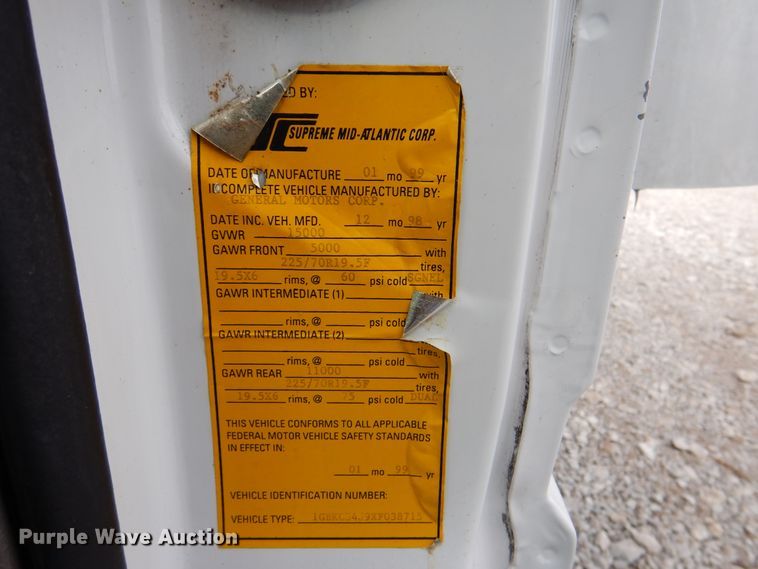 ED BY:
TC SUPREME MID-ATLANTIC CORP.
DATE OF MANUFACTURE 01 mo 99 yr
INCOMPLETE VEHICLE MANUFACTURED BY:
GENERAL MOTORS CORP.
DATE INC. VEH. MFD. 12 mo 98 yr
GVWR 15000
GAWR FRONT 5000 with
225/70R19.5F tires,
19.5X6 rims, @ 60 psi cold SGNEL
GAWR INTERMEDIATE (1) with
rims, @ psi cold
GAWR INTERMEDIATE (2)
tires,
rims, @ psi cold
GAWR REAR 11000 with
225/70R19.5F tires,
19.5X6 rims, @ 75 psi cold DUAL
THIS VEHICLE CONFORMS TO ALL APPLICABLE
FEDERAL MOTOR VEHICLE SAFETY STANDARDS
IN EFFECT IN:
01 mo 99 yr
VEHICLE IDENTIFICATION NUMBER:
VEHICLE TYPE:
Purple Wave Auction